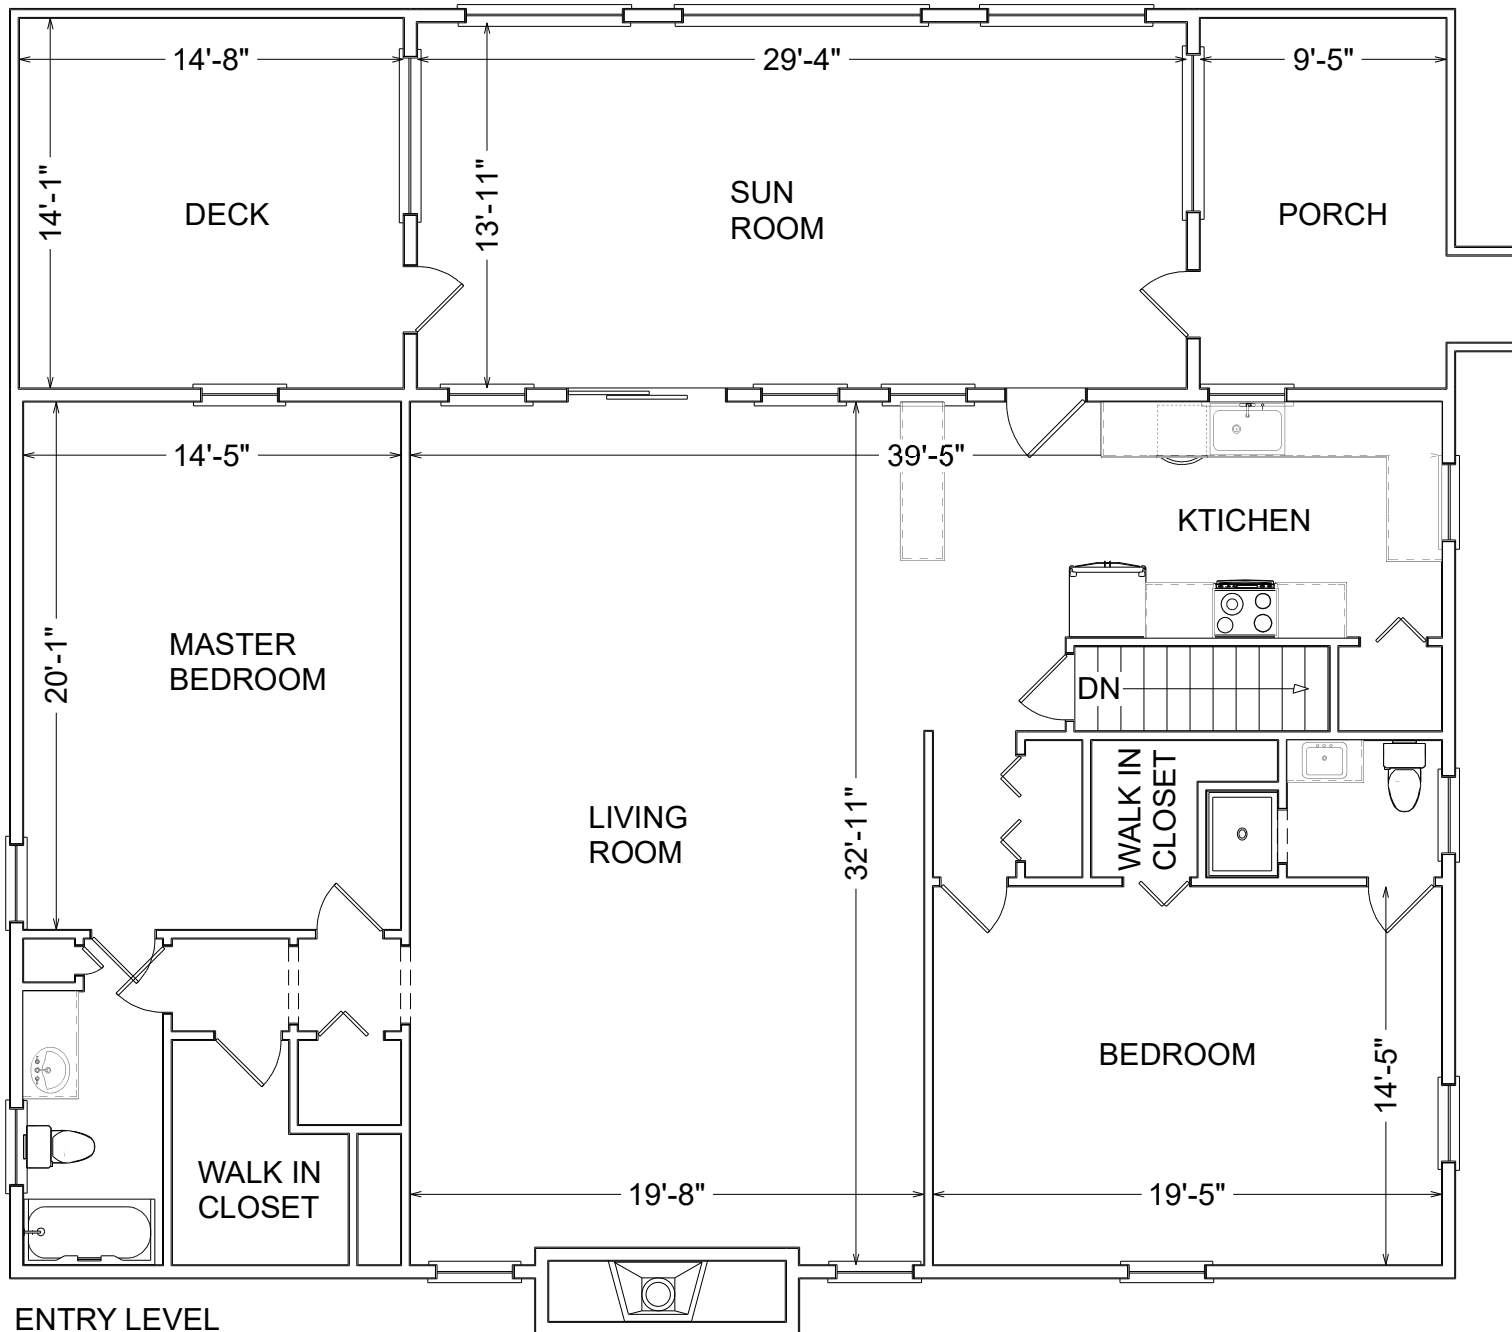 14'-8"
29'-4"
9'-5"
14'-1"
13'-11"
DECK
SUN
ROOM
PORCH
14'-5"
39'-5"
KTICHEN
20'-1"
MASTER
BEDROOM
DN
LIVING
ROOM
32'-11"
WALK IN
CLOSET
BEDROOM
14'-5"
WALK IN
CLOSET
19'-8"
19'-5"
ENTRY LEVEL